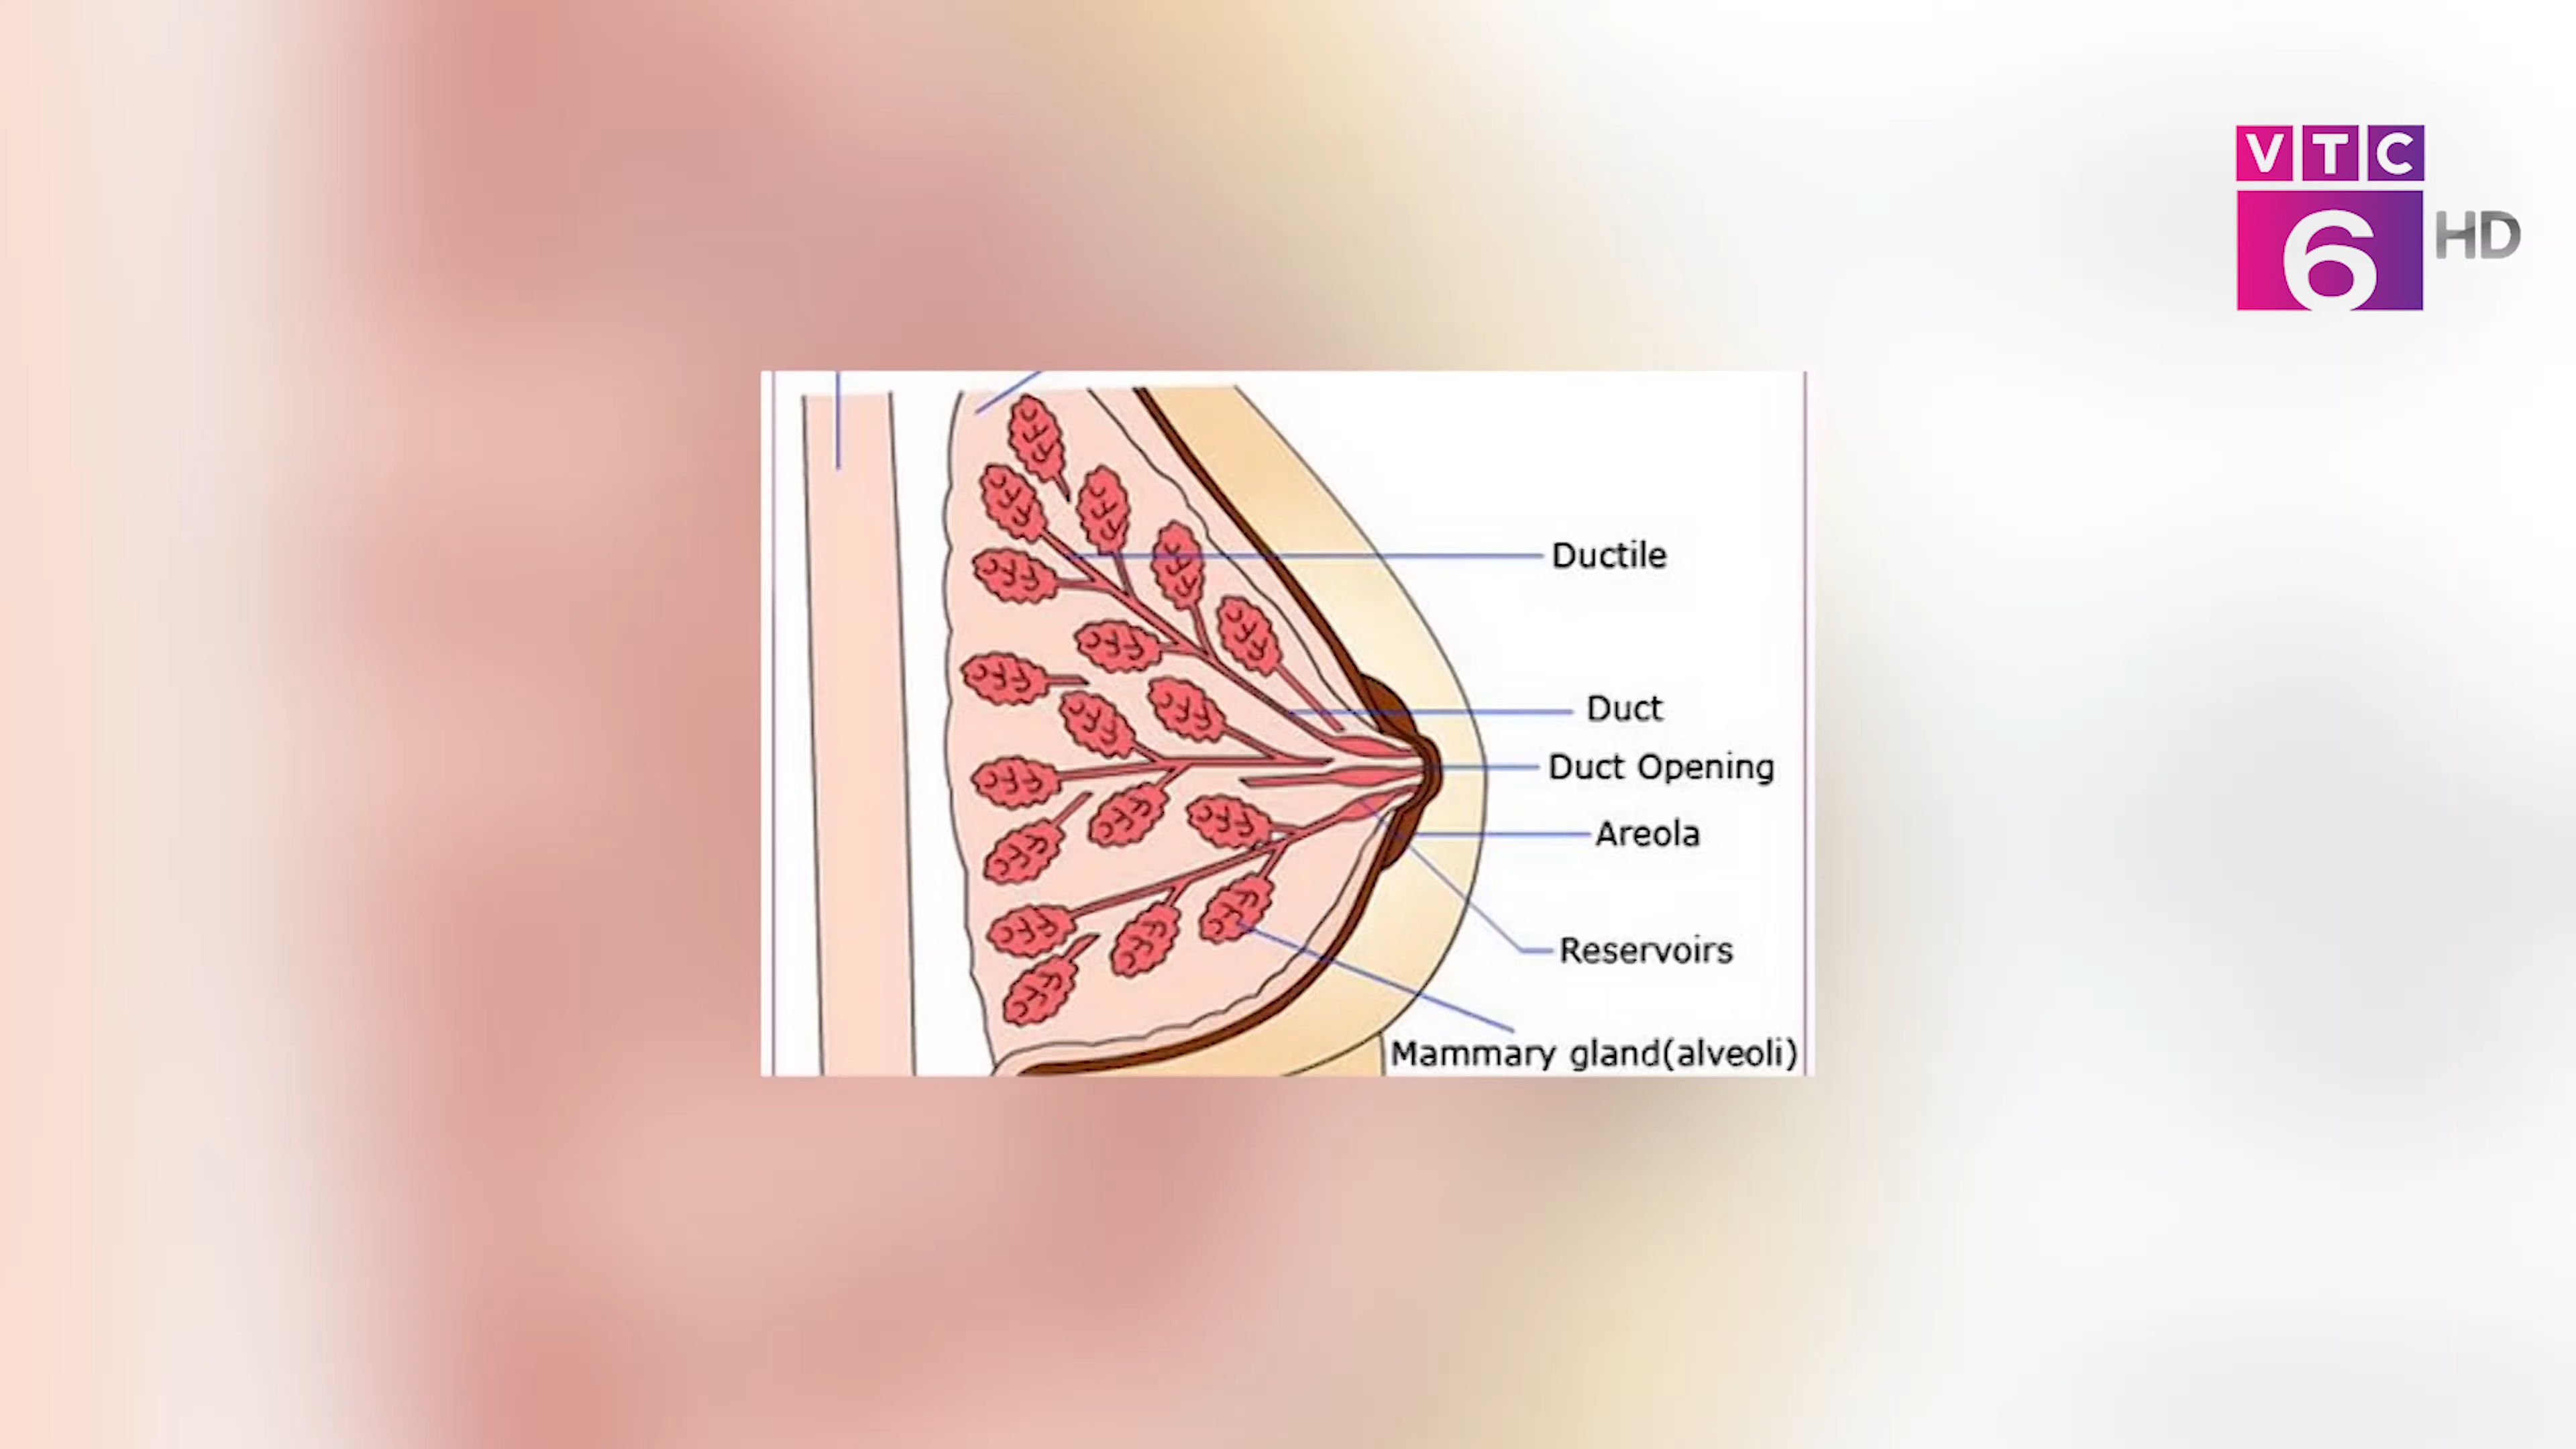 VTC
6 HD
Ductile
Duct
Duct Opening
Areola
Reservoirs
Mammary gland(alveoli)